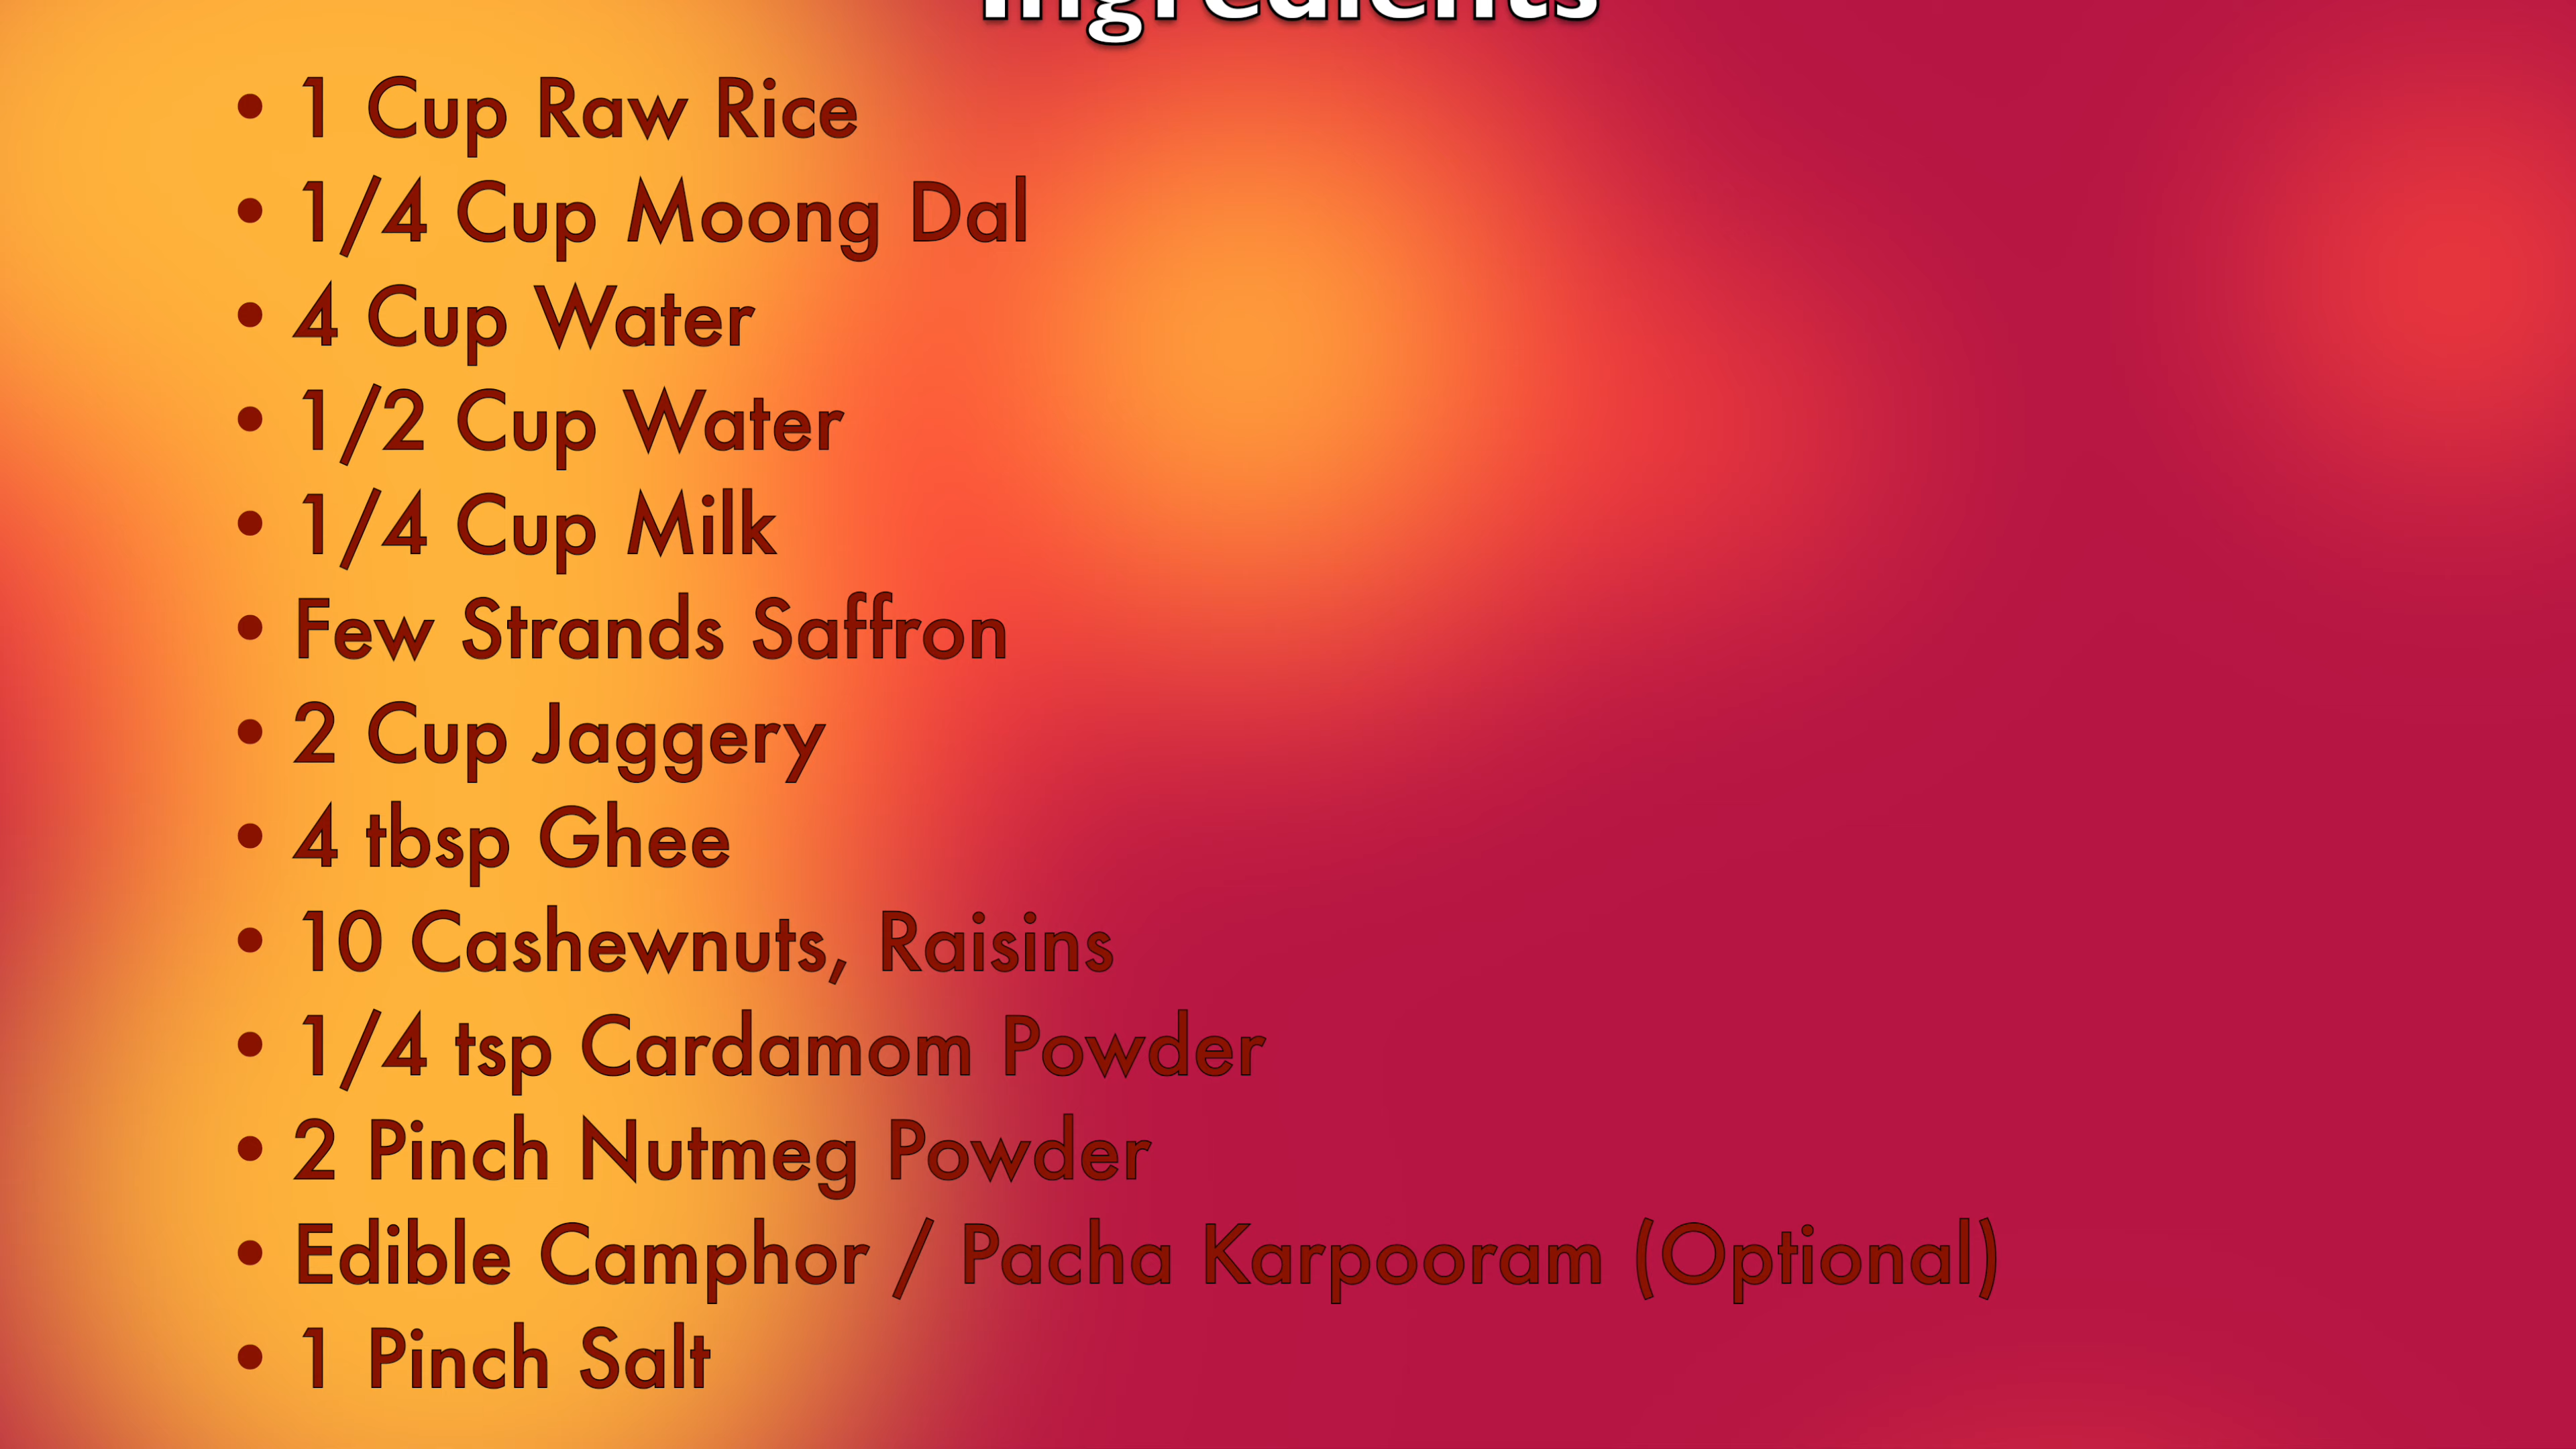 Ingredients
• 1 Cup Raw Rice
• 1/4 Cup Moong Dal
• 4 Cup Water
• 1/2 Cup Water
• 1/4 Cup Milk
• Few Strands Saffron
• 2 Cup Jaggery
• 4 tbsp Ghee
• 10 Cashewnuts, Raisins
• 1/4 tsp Cardamom Powder
• 2 Pinch Nutmeg Powder
• Edible Camphor / Pacha Karpooram (Optional)
• 1 Pinch Salt